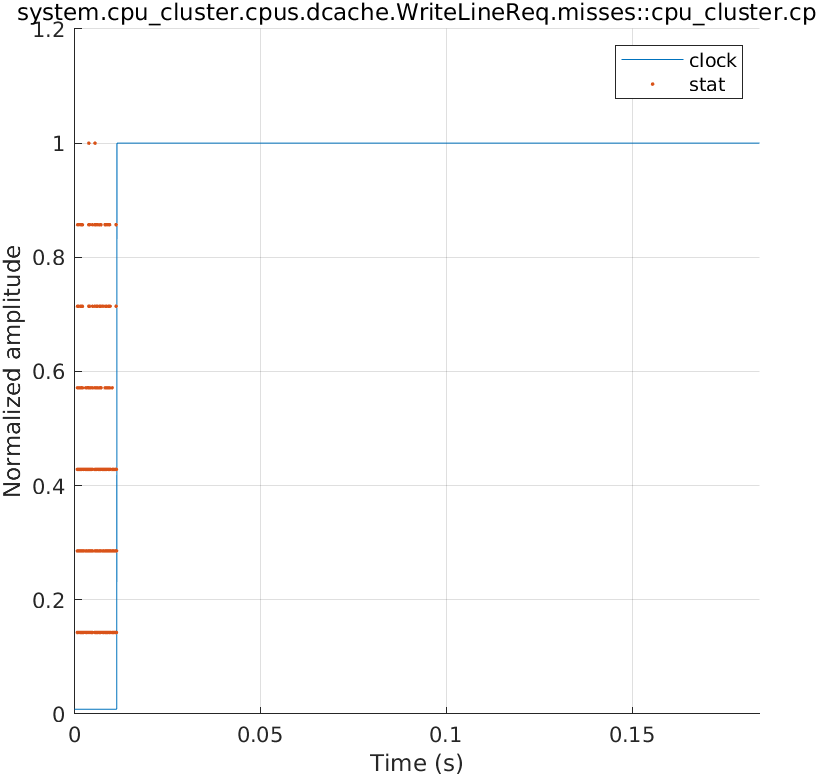 system.cpu_cluster.cpus.dcache.WriteLineReq.misses::cpu_cluster.cp
1.2
clock
stat
1
0.8
Normalized amplitude
0.6
0.4
0.2
0
0
0.05
0.1
0.15
Time (s)